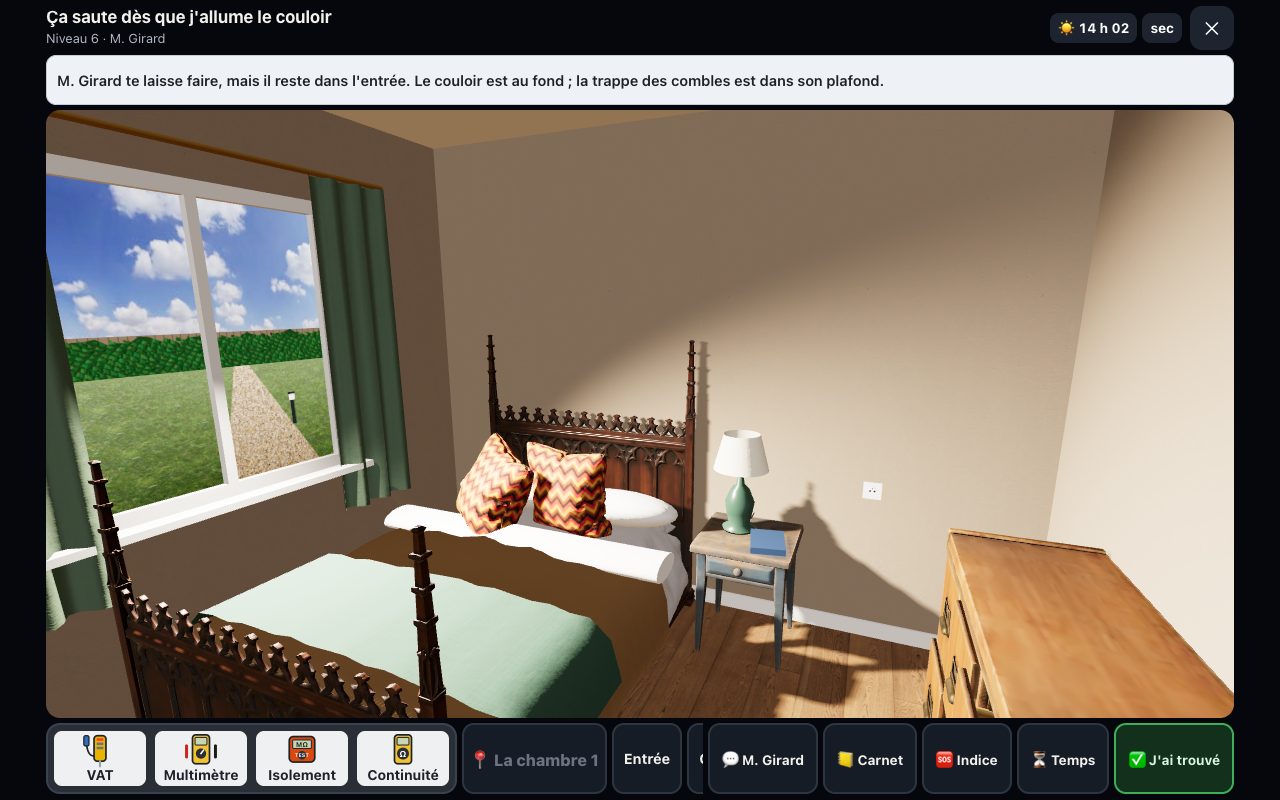 Ça saute dès que j'allume le couloir
Niveau 6 · M. Girard
14 h 02
sec
M. Girard te laisse faire, mais il reste dans l'entrée. Le couloir est au fond ; la trappe des combles est dans son plafond.
VAT
MΩ
TEST
Multimètre
Isolement
Ω
Continuité
La chambre 1
Entrée
M. Girard
Carnet
SOS
Indice
Temps
J'ai trouvé